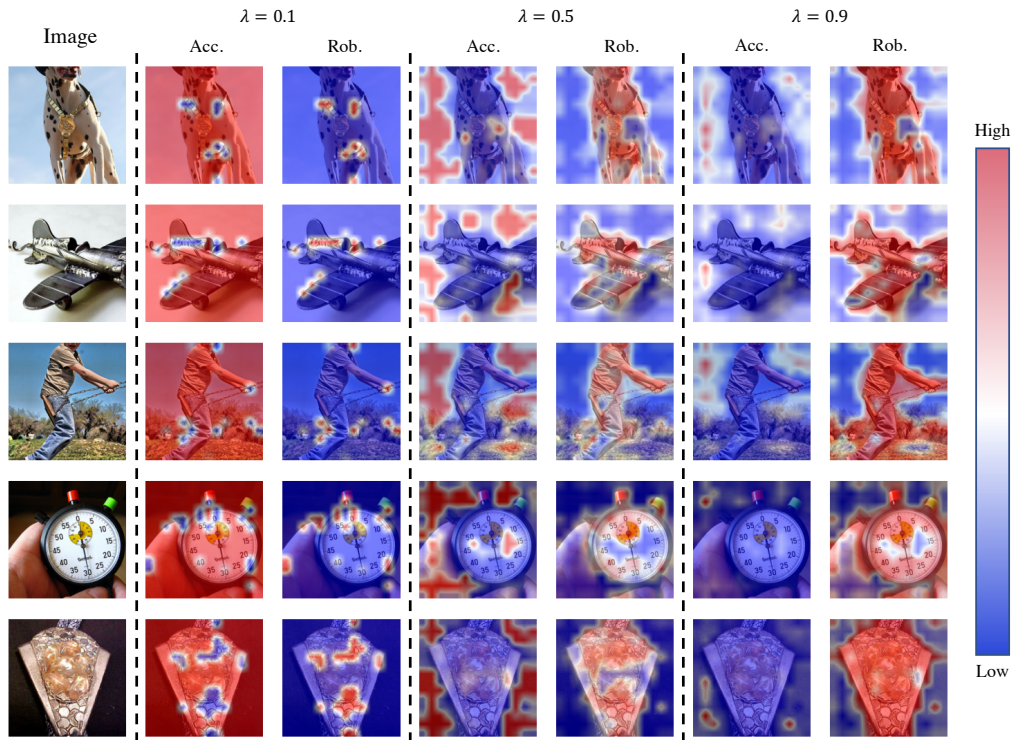 λ = 0.1
λ = 0.5
λ = 0.9
Image
Acc.
Rob.
Acc.
Rob.
Acc.
Rob.
High
Low